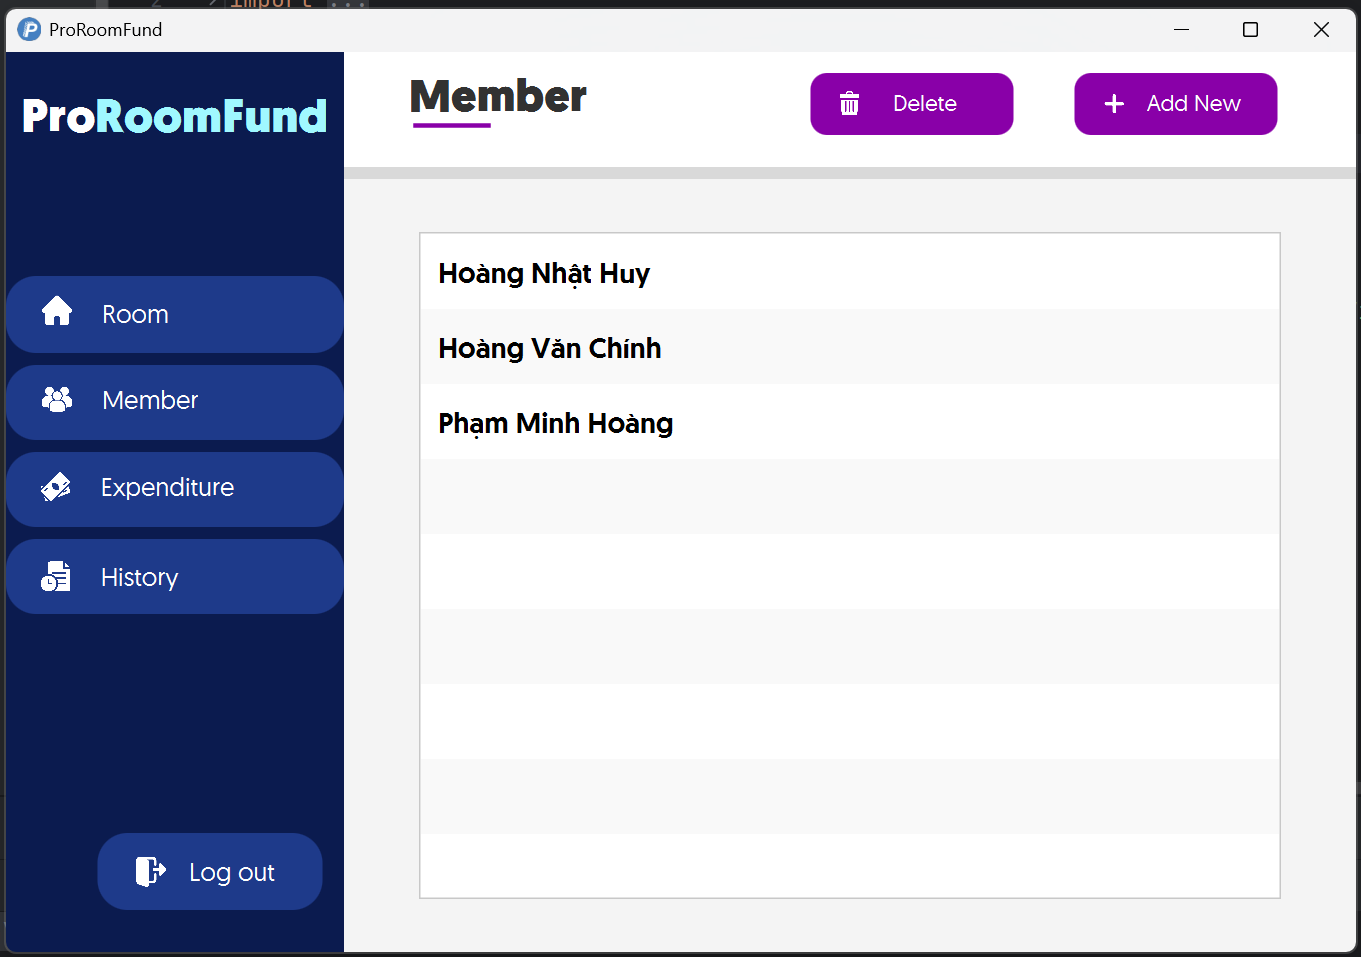 import ...
ProRoomFund
ProRoomFund
Member
Delete
Add New
Room
Member
Expenditure
History
Log out
Hoàng Nhật Huy
Hoàng Văn Chính
Phạm Minh Hoàng